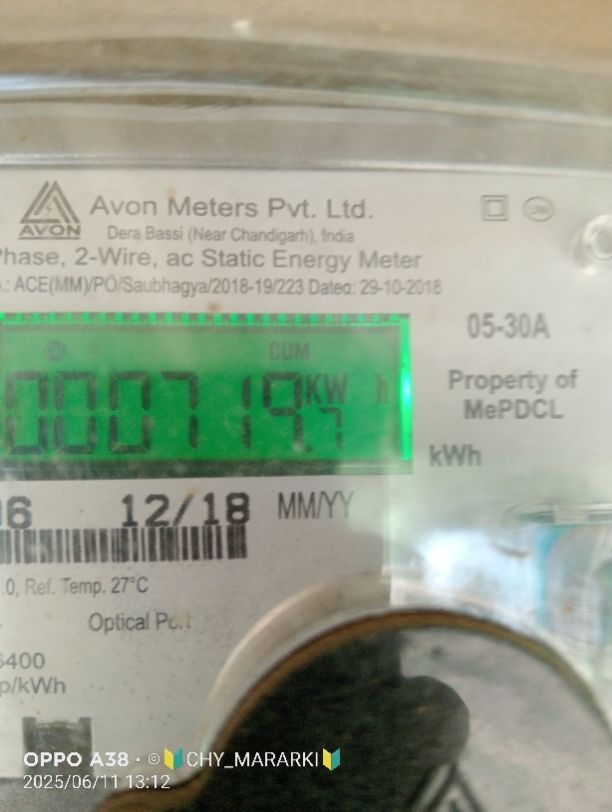 AVON
Avon Meters Pvt. Ltd.
Dera Bassi (Near Chandigarh), India
Phase, 2-Wire, ac Static Energy Meter
.: ACE(MM)/PO/Saubhagya/2018-19/223 Dated: 29-10-2018
05-30A
CUM
000719.7
KW h
Property of
MePDCL
kWh
06 12/18 MM/YY
.0, Ref. Temp. 27°C
Optical Port
6400
p/kWh
OPPO A38 · ©🔰CHY_MARARKI🔰
2025/06/11 13:12